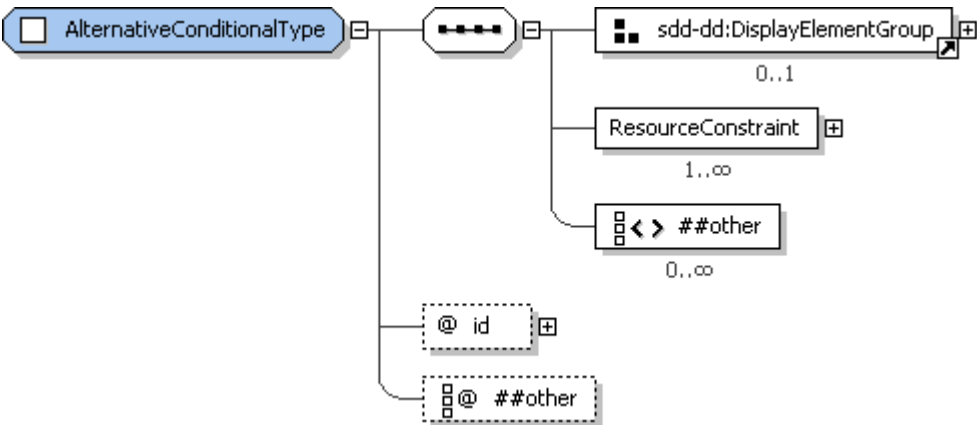 AlternativeConditionalType
sdd-dd:DisplayElementGroup
0..1
ResourceConstraint
1..∞
##other
0..∞
@ id
@ ##other